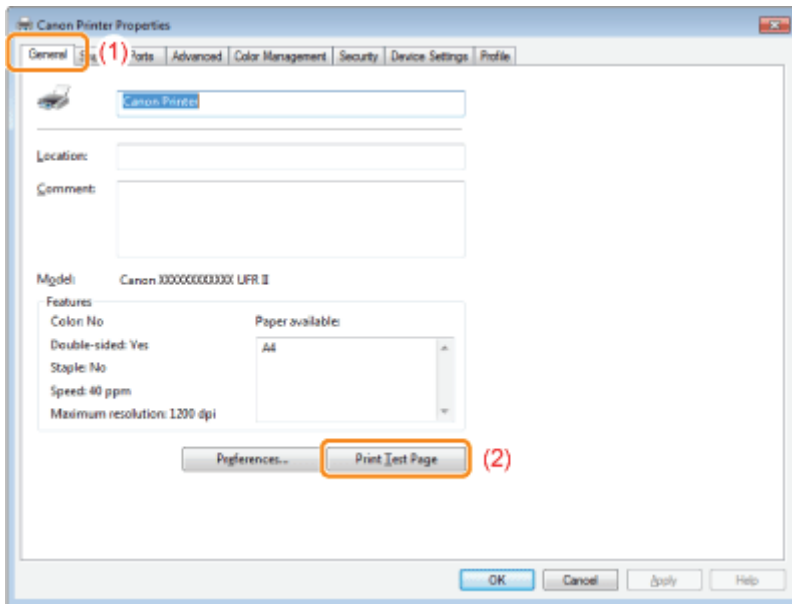 Canon Printer Properties
General (1) Ports Advanced Color Management Security Device Settings Profile
Canon Printer
Location:
Comment:
Model: Canon XXXXXXXXXXXX UFR II
Features
Color: No Paper available:
Double-sided: Yes A4
Staple: No
Speed: 40 ppm
Maximum resolution: 1200 dpi
Preferences... Print Test Page (2)
OK Cancel Apply Help